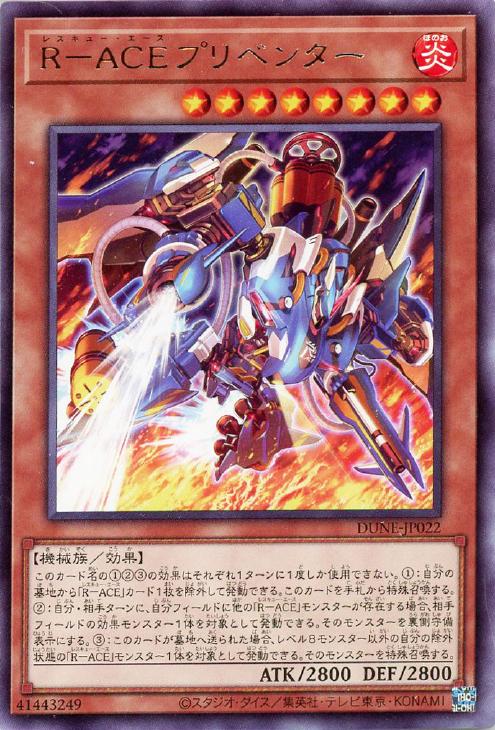 レスキュー・エース
R－ACEプリベンター
ほのお
炎
DUNE-JP022
【機械族／効果】
このカード名の①②③の効果はそれぞれ1ターンに1度しか使用できない。①：自分の
墓地から「R－ACE」カード1枚を除外して発動できる。このカードを手札から特殊召喚する。
②：自分・相手ターンに、自分フィールドに他の「R－ACE」モンスターが存在する場合、相手
フィールドの効果モンスター1体を対象として発動できる。そのモンスターを裏側守備
表示にする。③：このカードが墓地へ送られた場合、レベル8モンスター以外の自分の除外
状態の「R－ACE」モンスター1体を対象として発動できる。そのモンスターを特殊召喚する。
ATK/2800 DEF/2800
41443249
©スタジオ・ダイス／集英社・テレビ東京・KONAMI